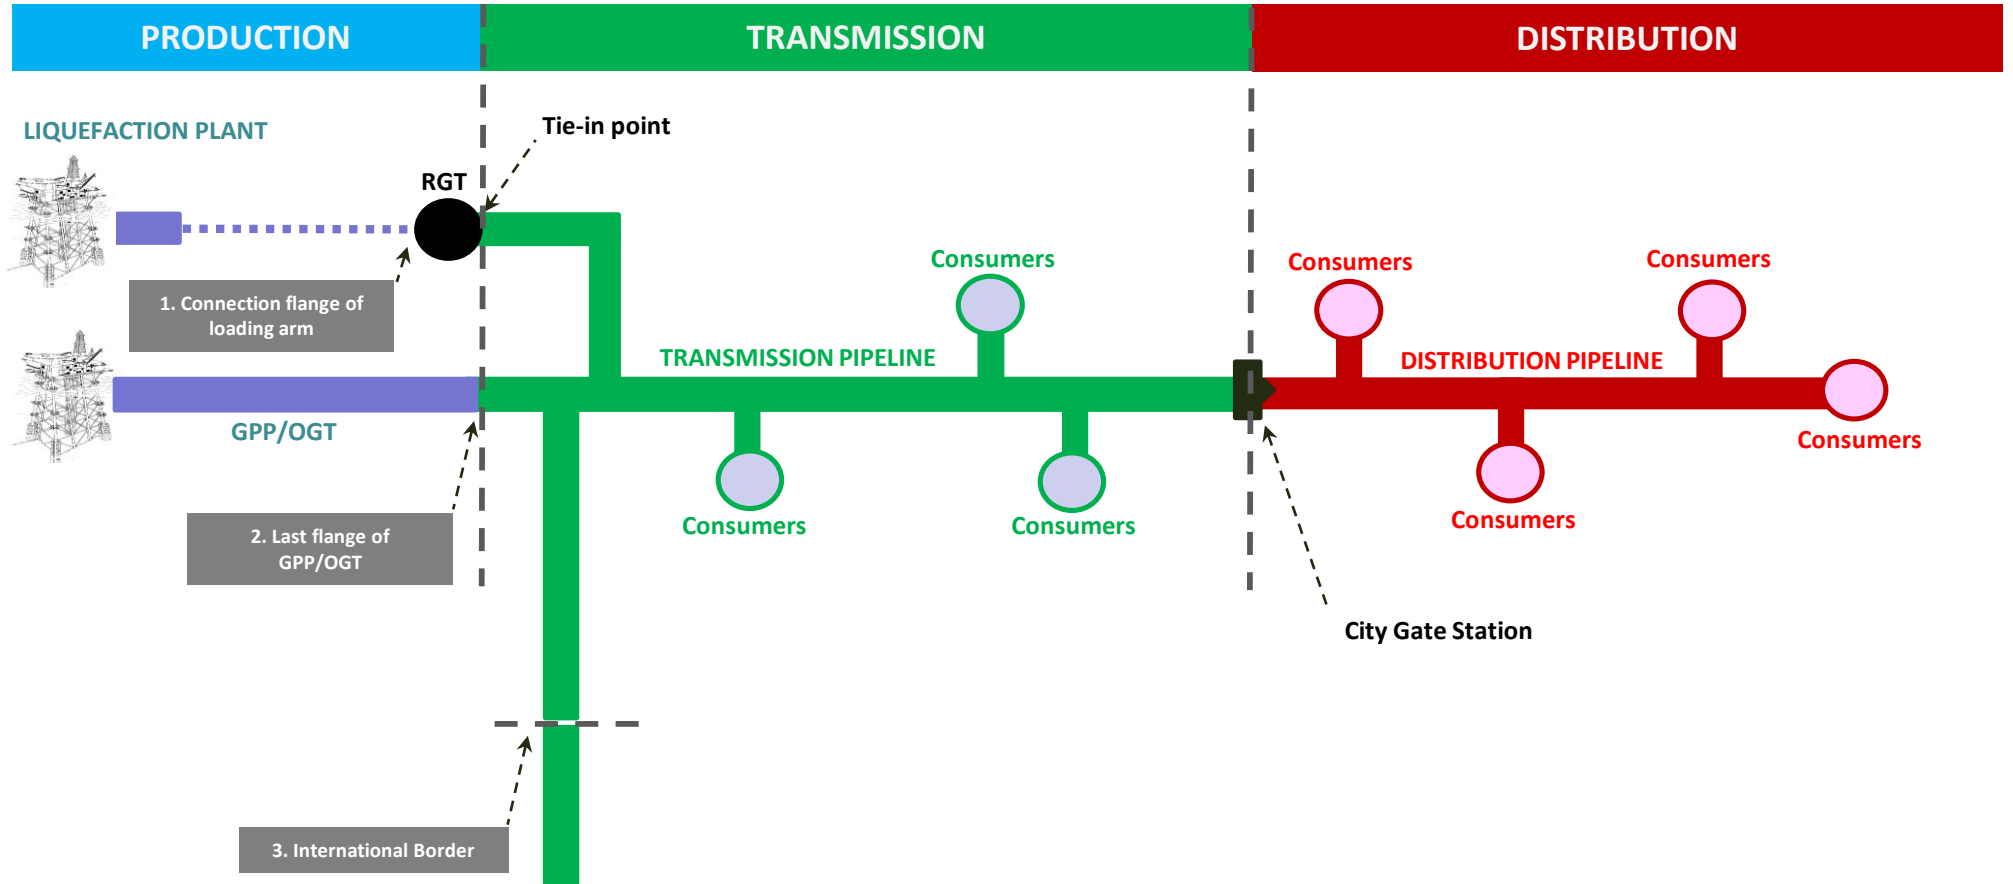 PRODUCTION
TRANSMISSION
DISTRIBUTION
LIQUEFACTION PLANT
Tie-in point
RGT
1. Connection flange of
loading arm
Consumers
Consumers
Consumers
TRANSMISSION PIPELINE
DISTRIBUTION PIPELINE
GPP/OGT
Consumers
Consumers
Consumers
Consumers
2. Last flange of
GPP/OGT
City Gate Station
3. International Border